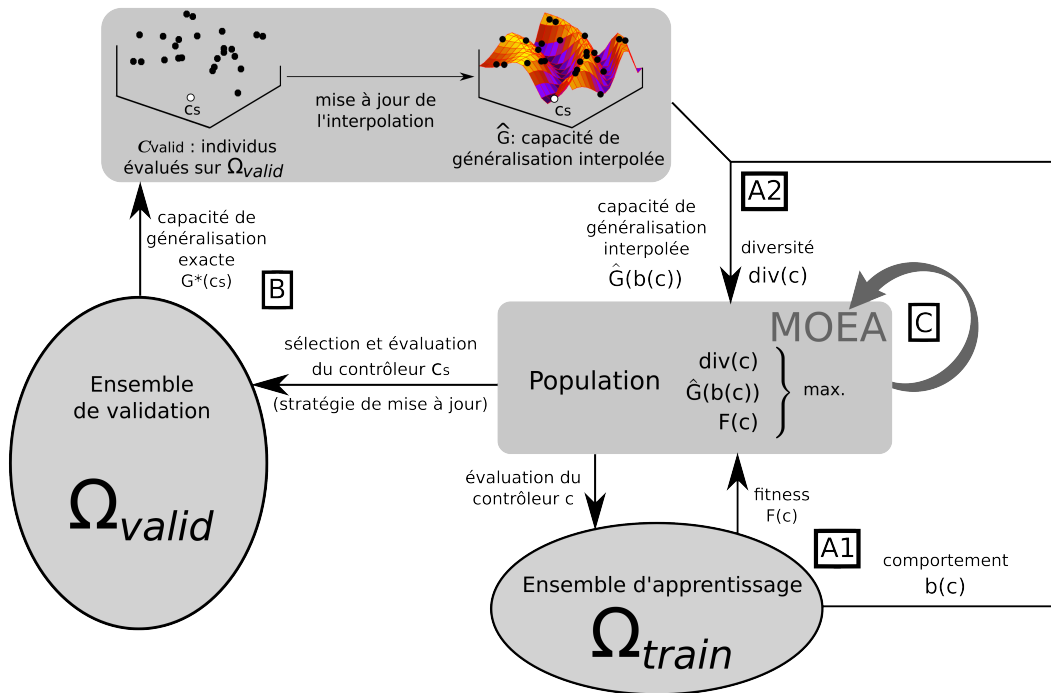 cs
mise à jour de
l'interpolation
cs
Cvalid : individus
évalués sur Ωvalid
Ĝ: capacité de
généralisation interpolée
A2
capacité de
généralisation
exacte
G*(cs)
capacité de
généralisation
interpolée
Ĝ(b(c))
diversité
div(c)
B
C
MOEA
sélection et évaluation
du contrôleur cs
(stratégie de mise à jour)
Population
div(c)
Ĝ(b(c))
F(c)
max.
Ensemble
de validation
Ωvalid
évaluation du
contrôleur c
fitness
F(c)
A1
comportement
b(c)
Ensemble d'apprentissage
Ωtrain